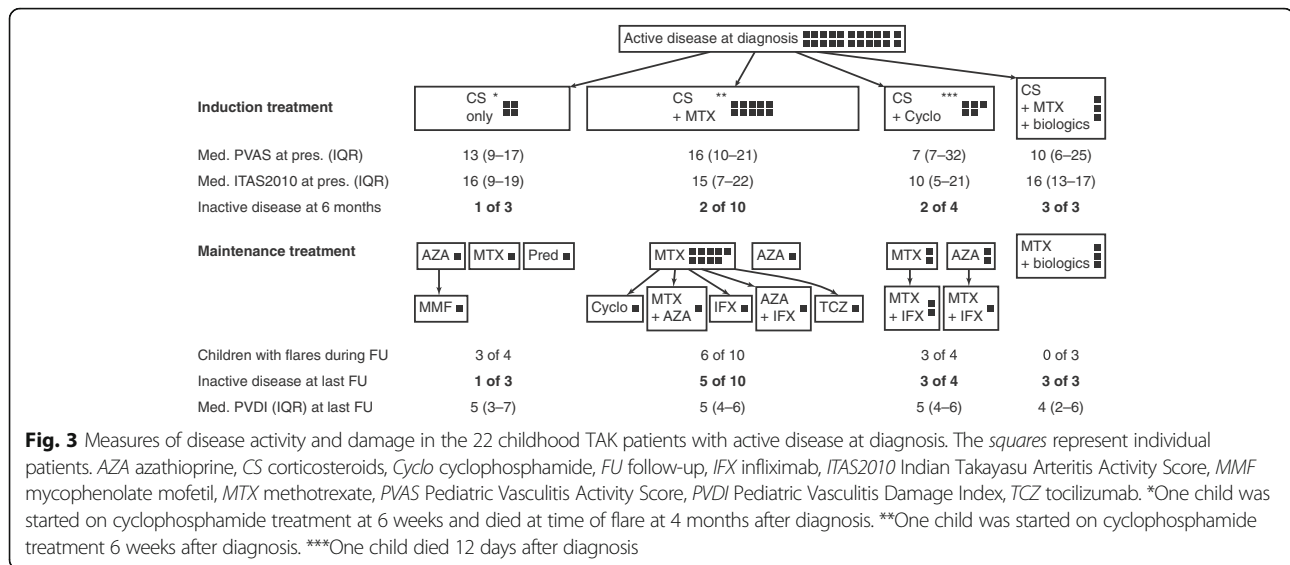 Active disease at diagnosis
Induction treatment
CS *
only
CS **
+ MTX
CS ***
+ Cyclo
CS
+ MTX
+ biologics
Med. PVAS at pres. (IQR) 13 (9–17) 16 (10–21) 7 (7–32) 10 (6–25)
Med. ITAS2010 at pres. (IQR) 16 (9–19) 15 (7–22) 10 (5–21) 16 (13–17)
Inactive disease at 6 months 1 of 3 2 of 10 2 of 4 3 of 3
Maintenance treatment
AZA MTX Pred MTX AZA MTX AZA
MTX
+ biologics
MMF Cyclo
MTX
+ AZA
IFX
AZA
+ IFX
TCZ
MTX
+ IFX
MTX
+ IFX
Children with flares during FU 3 of 4 6 of 10 3 of 4 0 of 3
Inactive disease at last FU 1 of 3 5 of 10 3 of 4 3 of 3
Med. PVDI (IQR) at last FU 5 (3–7) 5 (4–6) 5 (4–6) 4 (2–6)
Fig. 3 Measures of disease activity and damage in the 22 childhood TAK patients with active disease at diagnosis. The squares represent individual
patients. AZA azathioprine, CS corticosteroids, Cyclo cyclophosphamide, FU follow-up, IFX infliximab, ITAS2010 Indian Takayasu Arteritis Activity Score, MMF
mycophenolate mofetil, MTX methotrexate, PVAS Pediatric Vasculitis Activity Score, PVDI Pediatric Vasculitis Damage Index, TCZ tocilizumab. *One child was
started on cyclophosphamide treatment at 6 weeks and died at time of flare at 4 months after diagnosis. **One child was started on cyclophosphamide
treatment 6 weeks after diagnosis. ***One child died 12 days after diagnosis